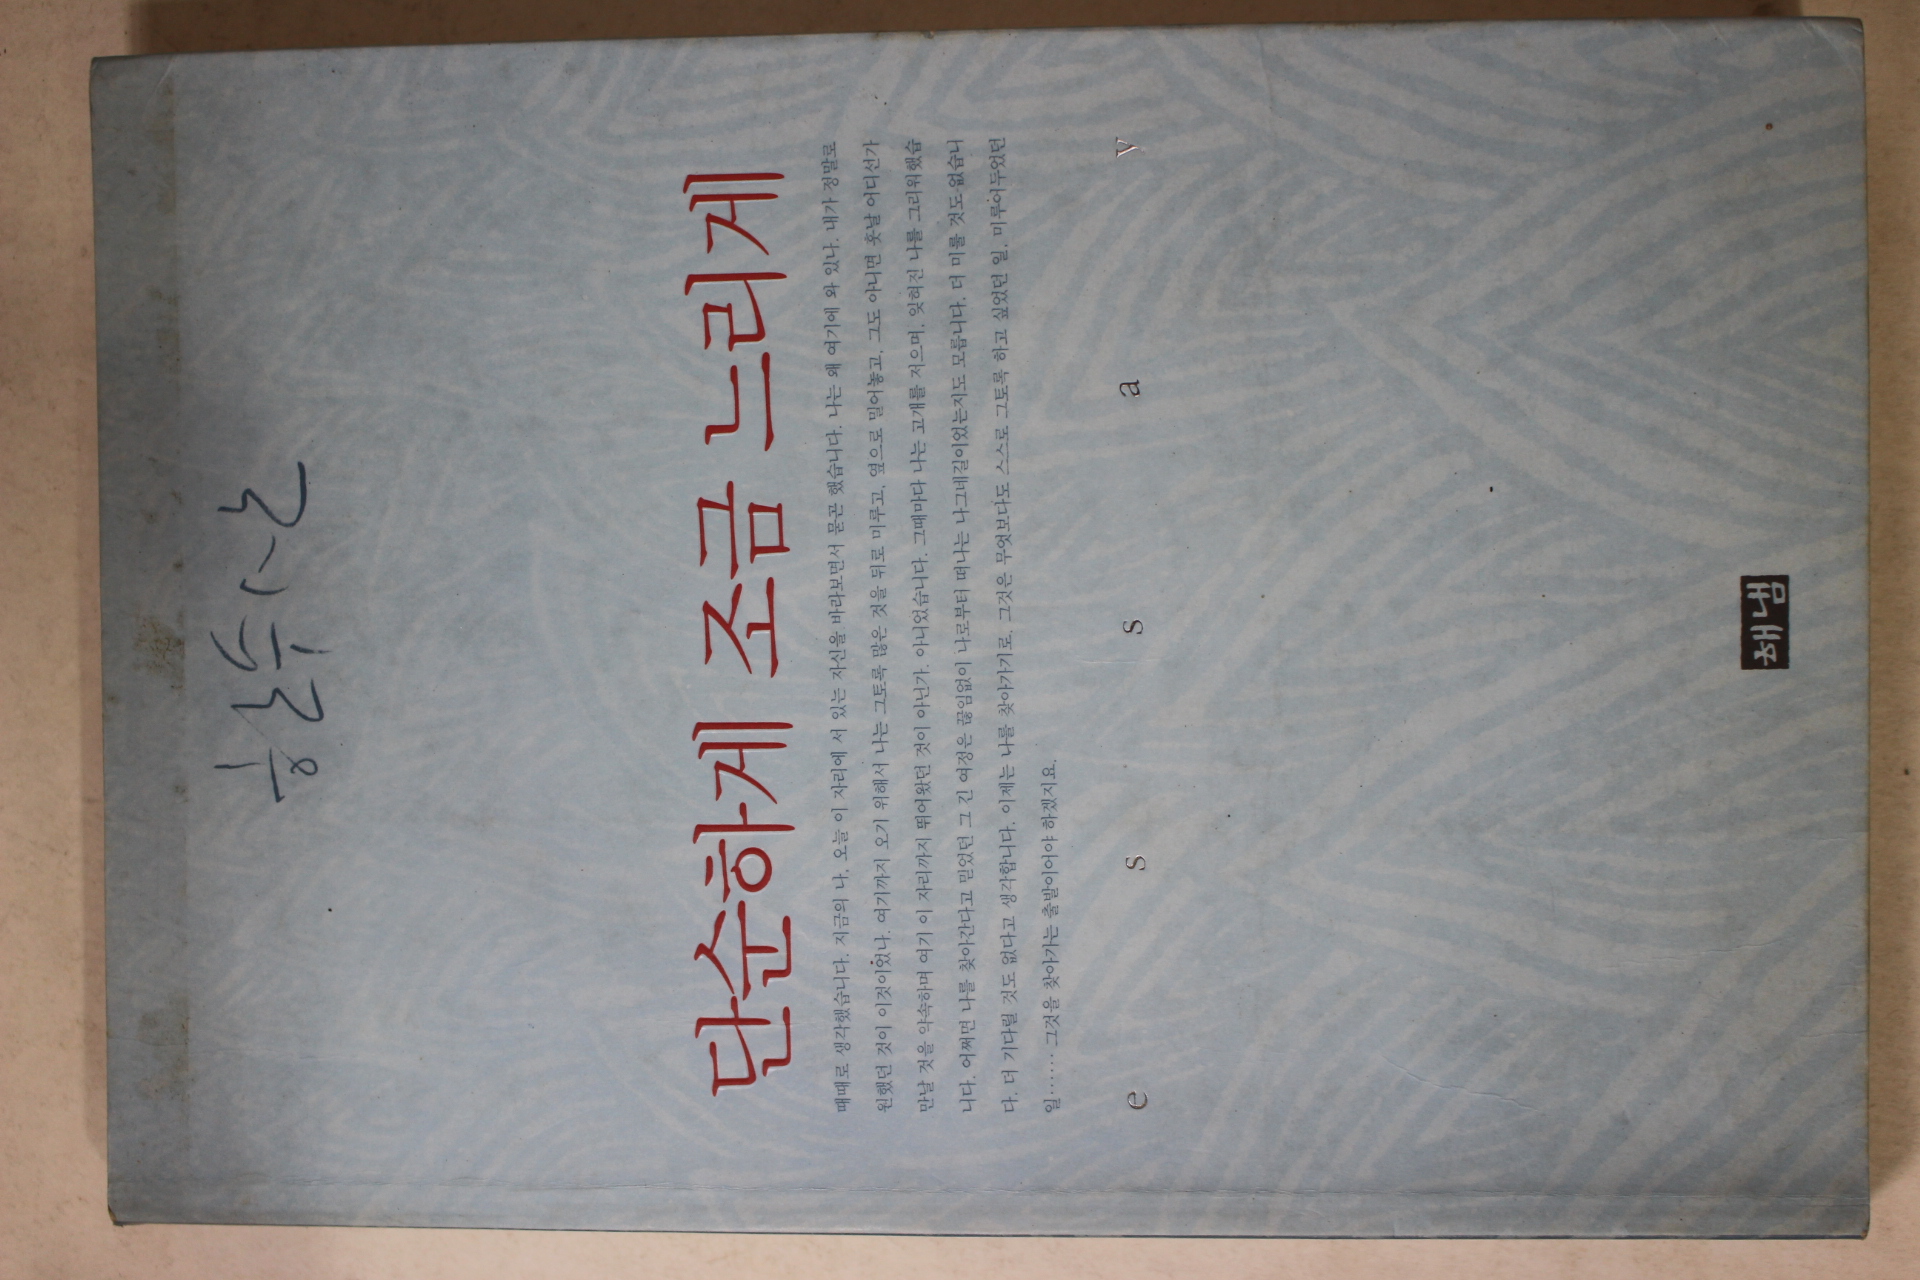 한수산
단순하게 조금 느리게
때때로 생각했습니다. 지금의 나, 오늘 이 자리에 서 있는 자신을 바라보면서 묻곤 했습니다. 나는 왜 여기에 와 있나. 내가 정말로
원했던 것이 이것이었나. 여기까지 오기 위해서 나는 그토록 많은 것을 뒤로 미루고, 옆으로 밀어놓고, 그도 아니면 훗날 어디선가
만날 것을 약속하며 여기 이 자리까지 뛰어왔던 것이 아닌가. 아니었습니다. 그때마다 나는 고개를 저으며, 잊혀진 나를 그리워했습
니다. 어쩌면 나를 찾아간다고 믿었던 그 긴 여정은 끊임없이 나로부터 떠나는 나그네길이었는지도 모릅니다. 더 미룰 것도 없습니
다. 더 기다릴 것도 없다고 생각합니다. 이제는 나를 찾아가기로, 그것은 무엇보다도 스스로 그토록 하고 싶었던 일, 미루어두었던
일…… 그것을 찾아가는 출발이어야 하겠지요.
e s s a y
해냄